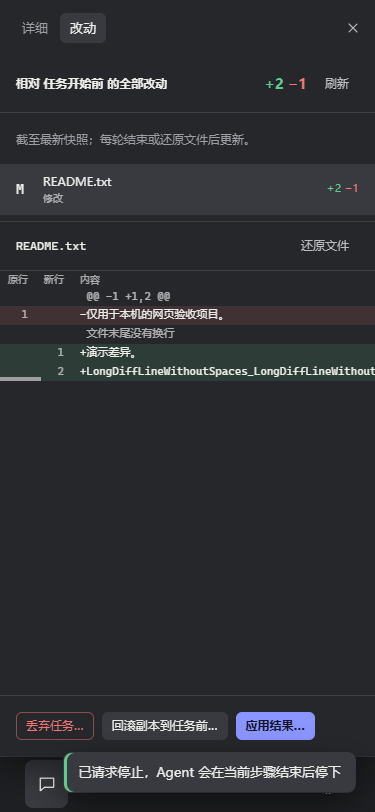 详细 改动
相对 任务开始前 的全部改动 +2 −1 刷新
截至最新快照；每轮结束或还原文件后更新。
M README.txt +2 −1
修改
README.txt 还原文件
原行 新行 内容
@@ -1 +1,2 @@
1 -仅用于本机的网页验收项目。
文件末尾没有换行
1 +演示差异。
2 +LongDiffLineWithoutSpaces_LongDiffLineWithout
丢弃任务… 回滚副本到任务前… 应用结果…
已请求停止，Agent 会在当前步骤结束后停下